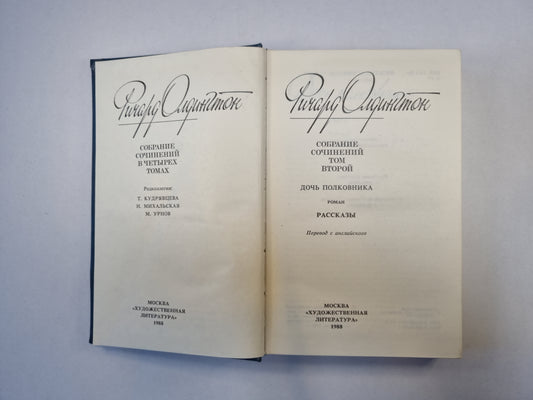 Ричард Олдингтон
СОБРАНИЕ
СОЧИНЕНИЙ
В ЧЕТЫРЕХ
ТОМАХ
Редколлегия:
Т. КУДРЯВЦЕВА
Н. МИХАЛЬСКАЯ
М. УРНОВ
МОСКВА
«ХУДОЖЕСТВЕННАЯ
ЛИТЕРАТУРА»
1988
Ричард Олдингтон
СОБРАНИЕ
СОЧИНЕНИЙ
ТОМ
ВТОРОЙ
ДОЧЬ ПОЛКОВНИКА
РОМАН
РАССКАЗЫ
Перевод с английского
МОСКВА
«ХУДОЖЕСТВЕННАЯ
ЛИТЕРАТУРА»
1988